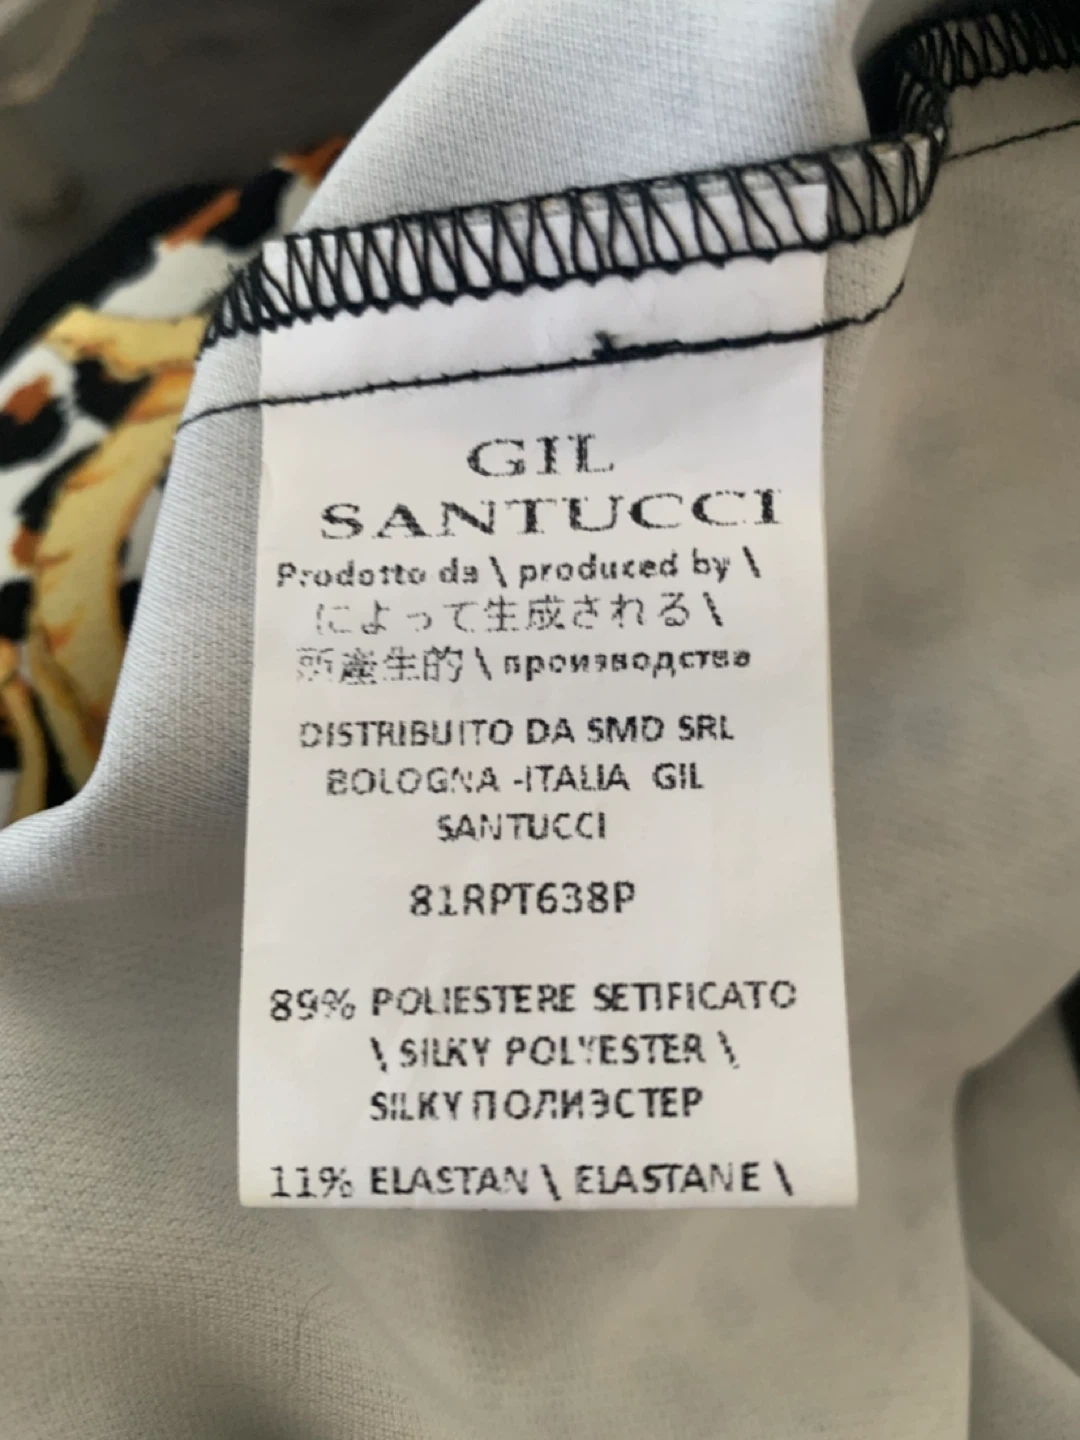 GIL
SANTUCCI
Prodotto da \ produced by \
によって生成される \
所產生的 \ производства
DISTRIBUITO DA SMD SRL
BOLOGNA -ITALIA GIL
SANTUCCI
81RPT638P
89% POLIESTERE SETIFICATO
\ SILKY POLYESTER \
SILKY ПОЛИЭСТЕР
11% ELASTAN \ ELASTANE \